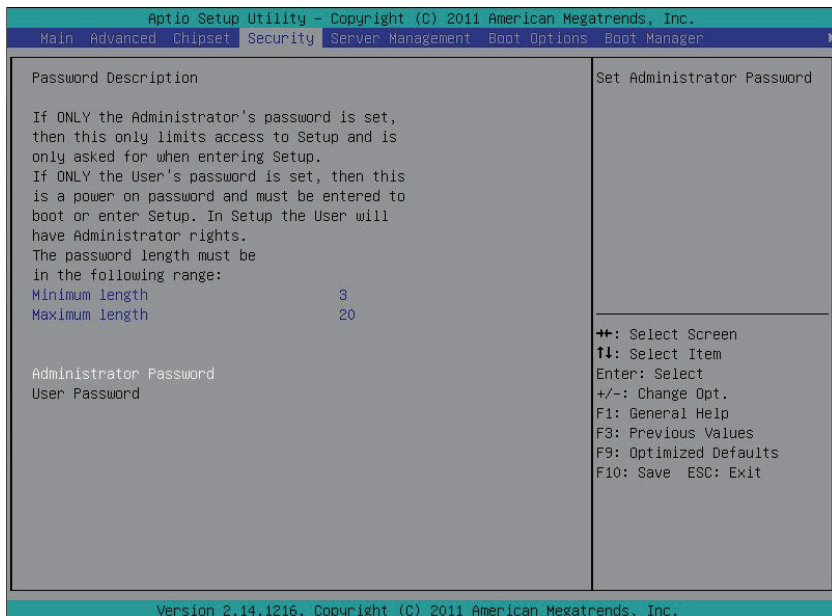 Aptio Setup Utility – Copyright (C) 2011 American Megatrends, Inc.
Main Advanced Chipset Security Server Management Boot Options Boot Manager
Password Description
If ONLY the Administrator's password is set,
then this only limits access to Setup and is
only asked for when entering Setup.
If ONLY the User's password is set, then this
is a power on password and must be entered to
boot or enter Setup. In Setup the User will
have Administrator rights.
The password length must be
in the following range:
Minimum length 3
Maximum length 20
Administrator Password
User Password
Set Administrator Password
→←: Select Screen
↑↓: Select Item
Enter: Select
+/-: Change Opt.
F1: General Help
F3: Previous Values
F9: Optimized Defaults
F10: Save ESC: Exit
Version 2.14.1216. Copyright (C) 2011 American Megatrends, Inc.